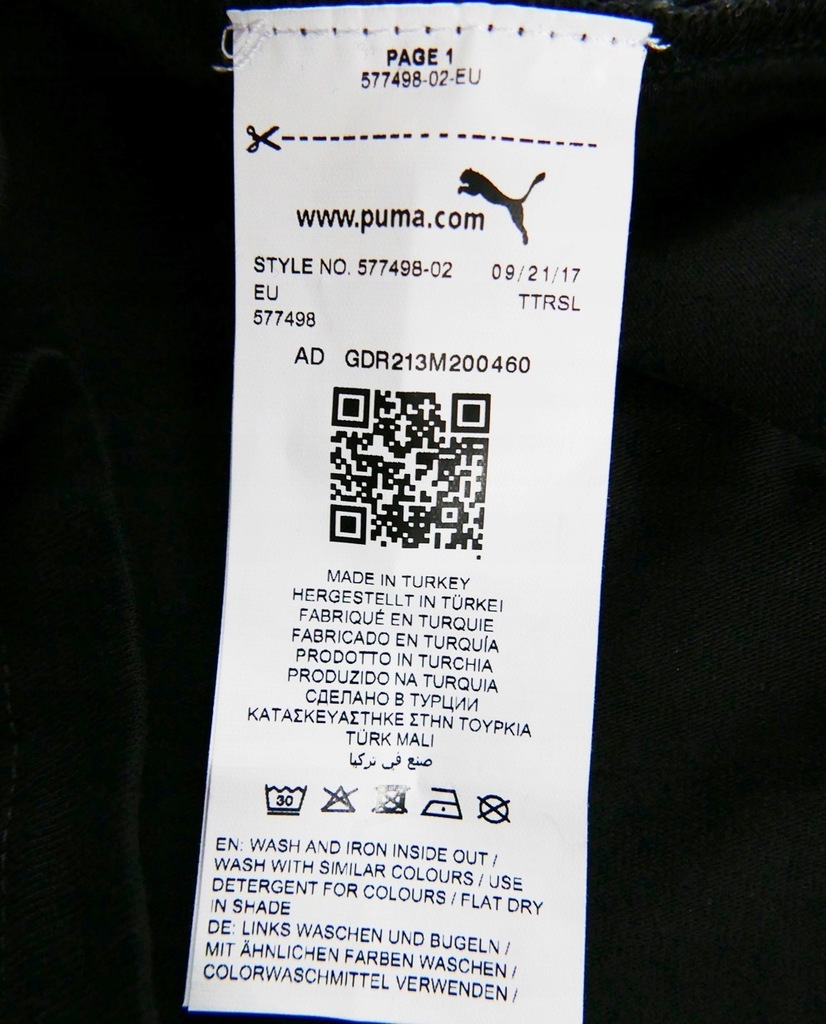 PAGE 1
577498-02-EU
www.puma.com
STYLE NO. 577498-02 09/21/17
EU TTRSL
577498
AD GDR213M200460
MADE IN TURKEY
HERGESTELLT IN TÜRKEI
FABRIQUÉ EN TURQUIE
FABRICADO EN TURQUÍA
PRODOTTO IN TURCHIA
PRODUZIDO NA TURQUIA
СДЕЛАНО В ТУРЦИИ
ΚΑΤΑΣΚΕΥΑΣΤΗΚΕ ΣΤΗΝ ΤΟΥΡΚΙΑ
TÜRK MALI
صنع في تركيا
30
EN: WASH AND IRON INSIDE OUT /
WASH WITH SIMILAR COLOURS / USE
DETERGENT FOR COLOURS / FLAT DRY
IN SHADE
DE: LINKS WASCHEN UND BUGELN /
MIT ÄHNLICHEN FARBEN WASCHEN /
COLORWASCHMITTEL VERWENDEN /